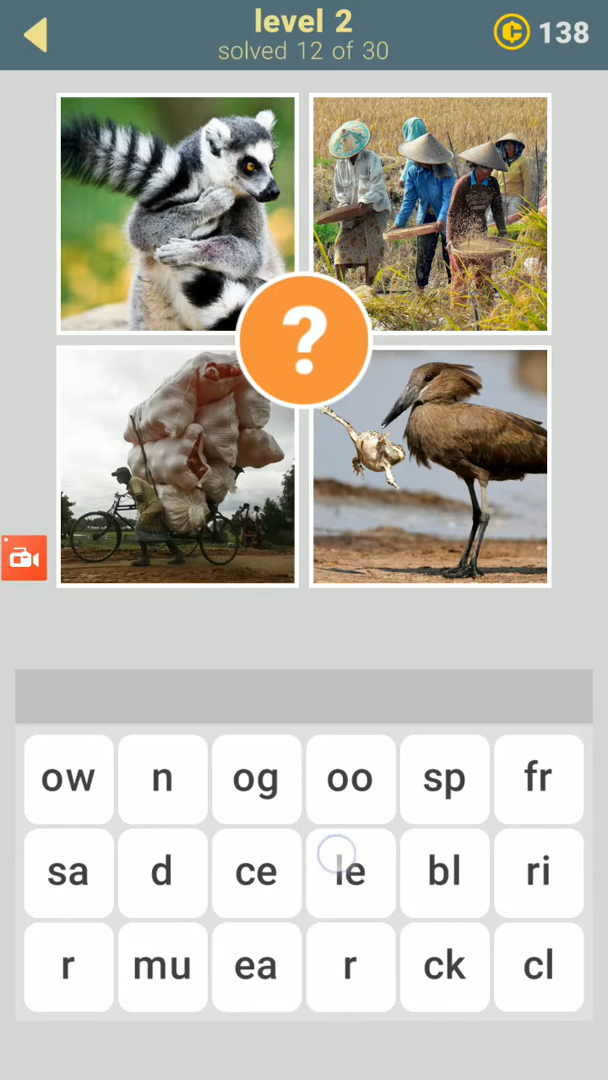 level 2
solved 12 of 30
138
?
ow n og oo sp fr
sa d ce le bl ri
r mu ea r ck cl